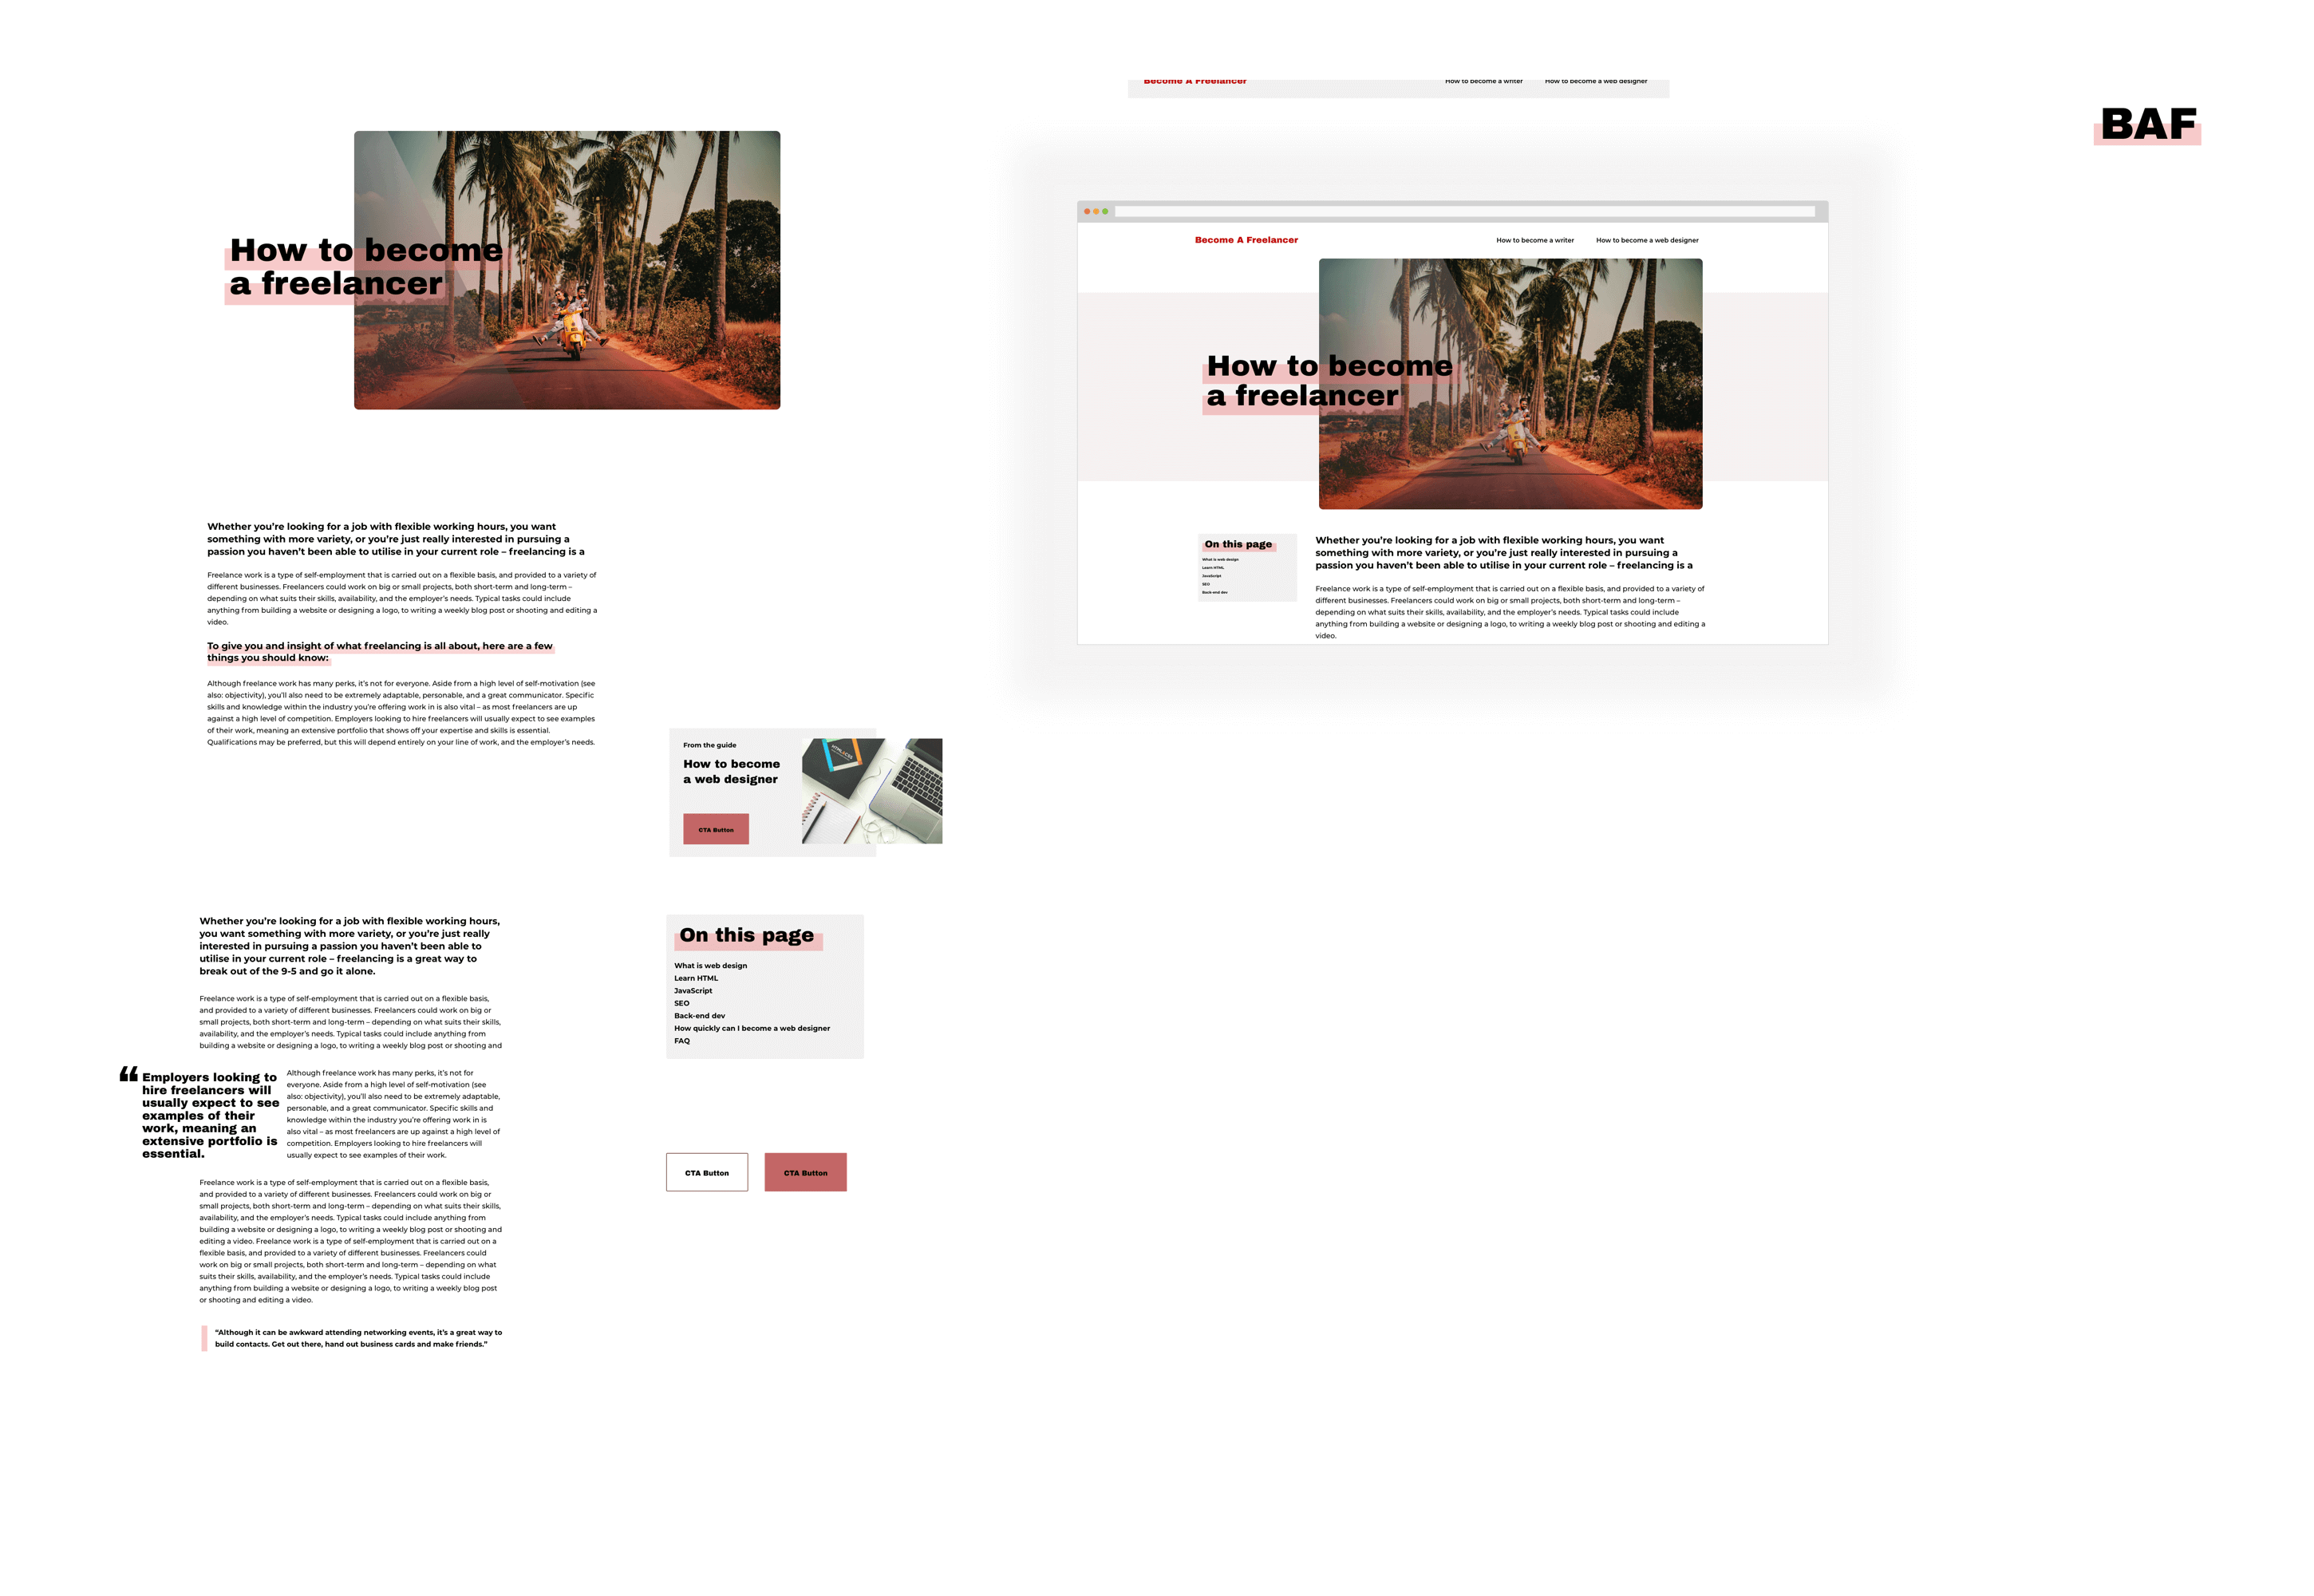 Become A Freelancer
How to become a writer
How to become a web designer
BAF
How to become
a freelancer
Whether you’re looking for a job with flexible working hours, you want
something with more variety, or you’re just really interested in pursuing a
passion you haven’t been able to utilise in your current role – freelancing is a
Freelance work is a type of self-employment that is carried out on a flexible basis, and provided to a variety of
different businesses. Freelancers could work on big or small projects, both short-term and long-term –
depending on what suits their skills, availability, and the employer’s needs. Typical tasks could include
anything from building a website or designing a logo, to writing a weekly blog post or shooting and editing a
video.
To give you and insight of what freelancing is all about, here are a few
things you should know:
Although freelance work has many perks, it’s not for everyone. Aside from a high level of self-motivation (see
also: objectivity), you’ll also need to be extremely adaptable, personable, and a great communicator. Specific
skills and knowledge within the industry you’re offering work in is also vital – as most freelancers are up
against a high level of competition. Employers looking to hire freelancers will usually expect to see examples
of their work, meaning an extensive portfolio that shows off your expertise and skills is essential.
Qualifications may be preferred, but this will depend entirely on your line of work, and the employer’s needs.
Become A Freelancer
How to become a writer
How to become a web designer
How to become
a freelancer
On this page
What is web design
Learn HTML
JavaScript
SEO
Back-end dev
Whether you’re looking for a job with flexible working hours, you want
something with more variety, or you’re just really interested in pursuing a
passion you haven’t been able to utilise in your current role – freelancing is a
Freelance work is a type of self-employment that is carried out on a flexible basis, and provided to a variety of
different businesses. Freelancers could work on big or small projects, both short-term and long-term –
depending on what suits their skills, availability, and the employer’s needs. Typical tasks could include
anything from building a website or designing a logo, to writing a weekly blog post or shooting and editing a
video.
From the guide
How to become
a web designer
CTA Button
HTML&CSS
Whether you’re looking for a job with flexible working hours,
you want something with more variety, or you’re just really
interested in pursuing a passion you haven’t been able to
utilise in your current role – freelancing is a great way to
break out of the 9-5 and go it alone.
Freelance work is a type of self-employment that is carried out on a flexible basis,
and provided to a variety of different businesses. Freelancers could work on big or
small projects, both short-term and long-term – depending on what suits their skills,
availability, and the employer’s needs. Typical tasks could include anything from
building a website or designing a logo, to writing a weekly blog post or shooting and
“Employers looking to
hire freelancers will
usually expect to see
examples of their
work, meaning an
extensive portfolio is
essential.
Although freelance work has many perks, it’s not for
everyone. Aside from a high level of self-motivation (see
also: objectivity), you’ll also need to be extremely adaptable,
personable, and a great communicator. Specific skills and
knowledge within the industry you’re offering work in is
also vital – as most freelancers are up against a high level of
competition. Employers looking to hire freelancers will
usually expect to see examples of their work.
Freelance work is a type of self-employment that is carried out on a flexible basis,
and provided to a variety of different businesses. Freelancers could work on big or
small projects, both short-term and long-term – depending on what suits their skills,
availability, and the employer’s needs. Typical tasks could include anything from
building a website or designing a logo, to writing a weekly blog post or shooting and
editing a video. Freelance work is a type of self-employment that is carried out on a
flexible basis, and provided to a variety of different businesses. Freelancers could
work on big or small projects, both short-term and long-term – depending on what
suits their skills, availability, and the employer’s needs. Typical tasks could include
anything from building a website or designing a logo, to writing a weekly blog post
or shooting and editing a video.
“Although it can be awkward attending networking events, it’s a great way to
build contacts. Get out there, hand out business cards and make friends.”
On this page
What is web design
Learn HTML
JavaScript
SEO
Back-end dev
How quickly can I become a web designer
FAQ
CTA Button
CTA Button